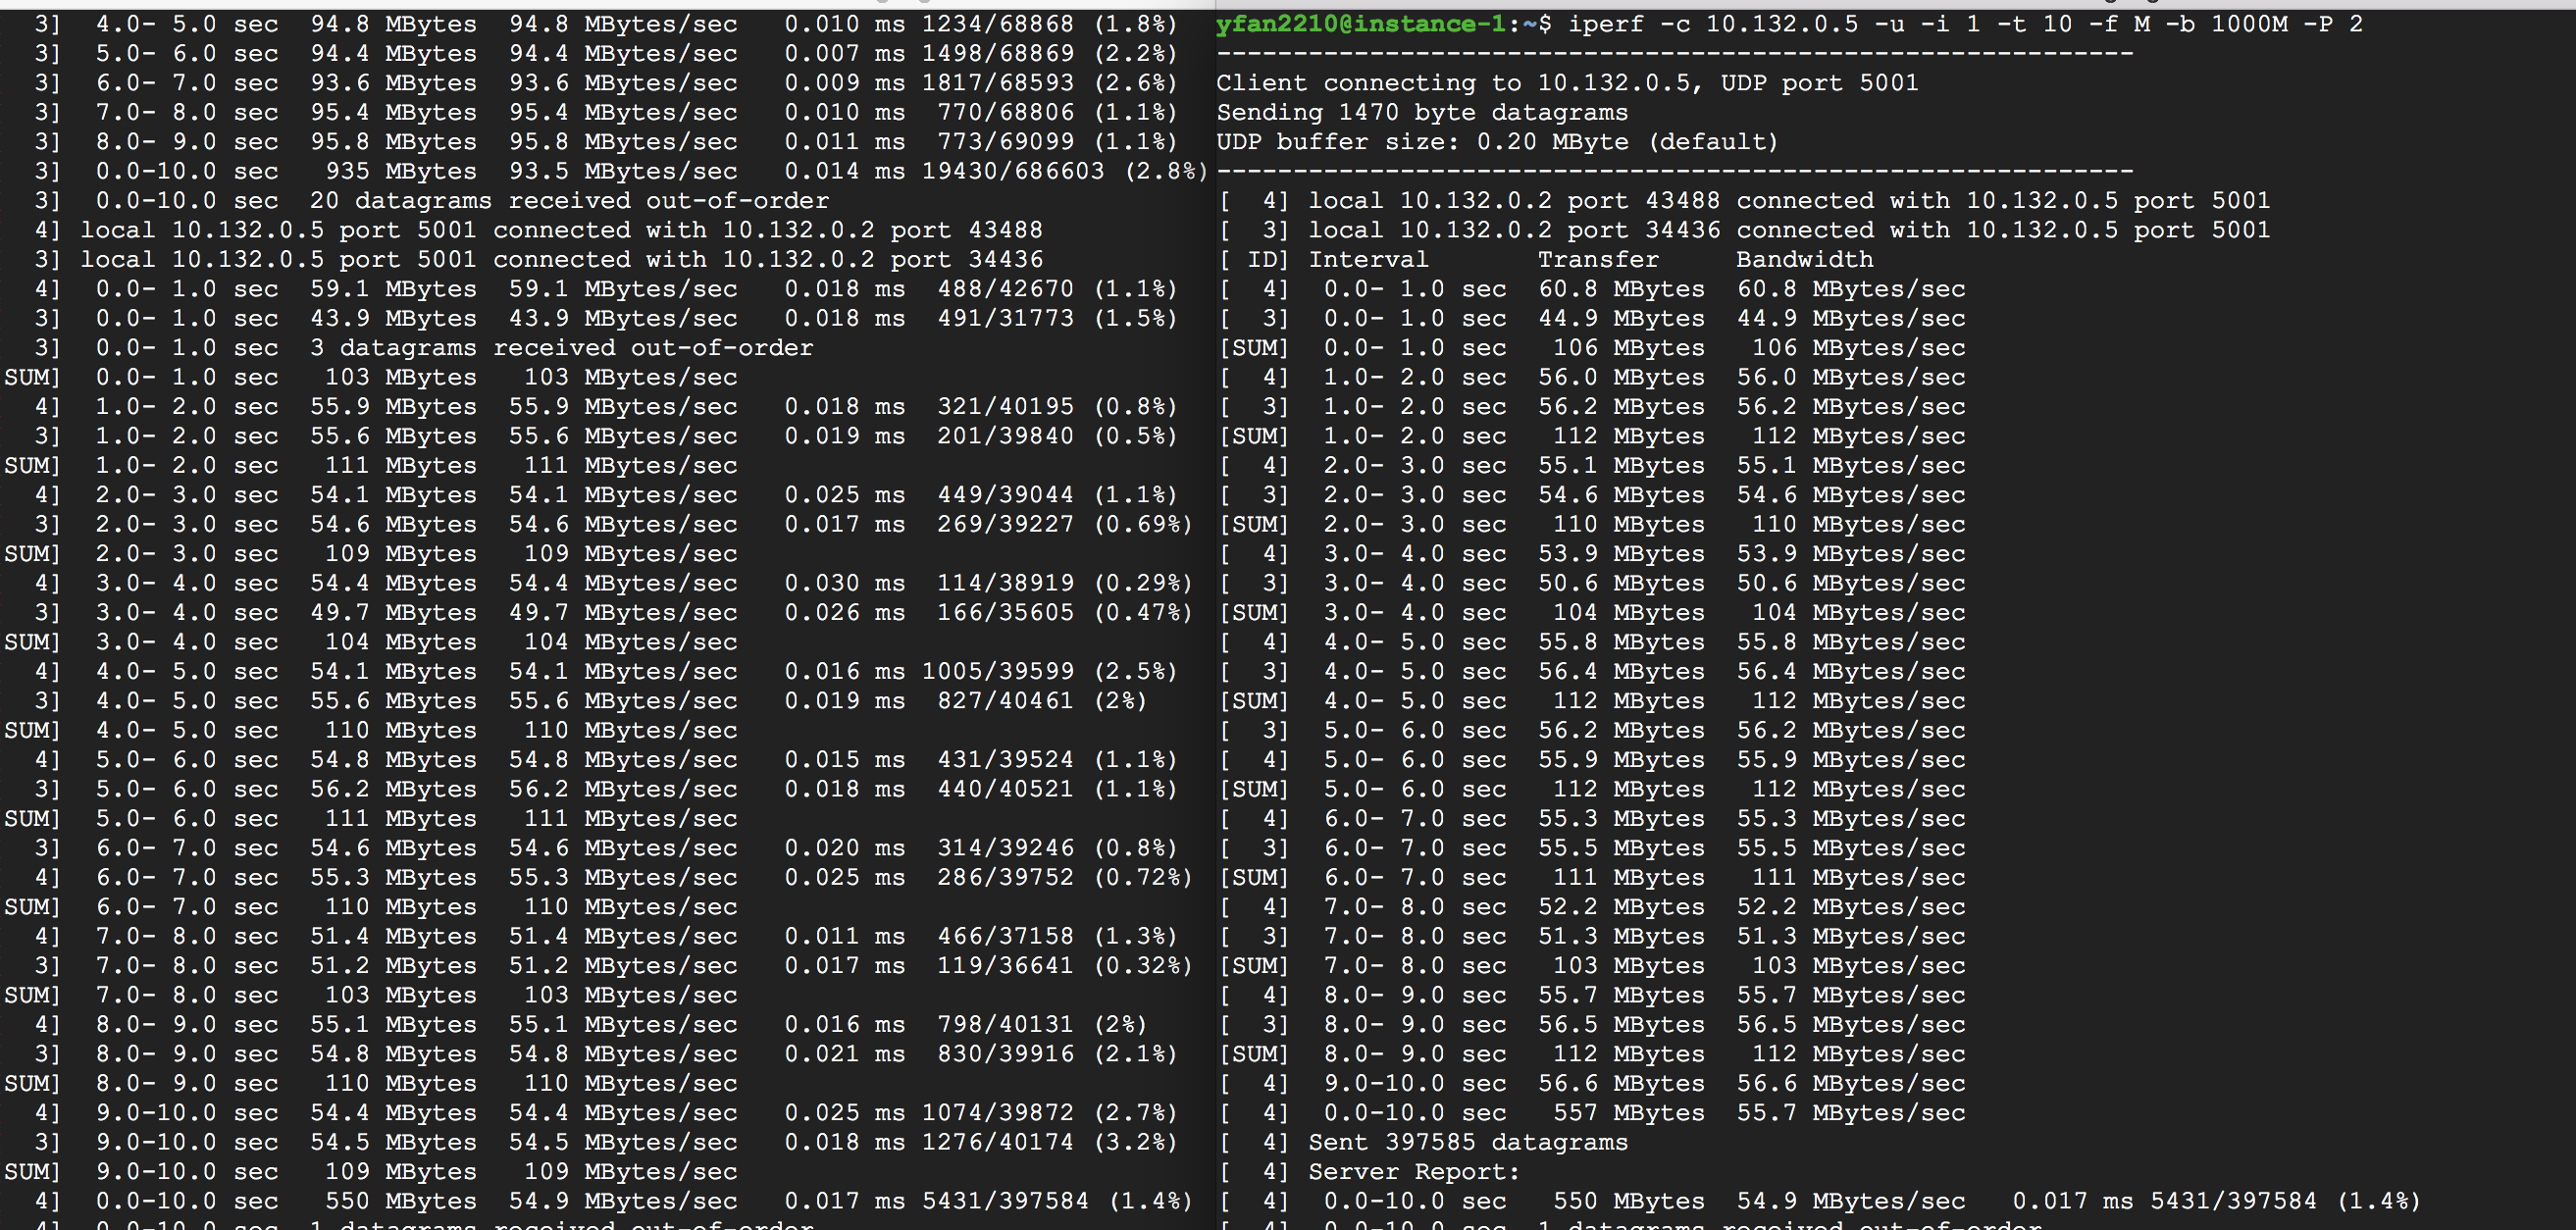 3]  4.0- 5.0 sec  94.8 MBytes  94.8 MBytes/sec   0.010 ms 1234/68868 (1.8%)
3]  5.0- 6.0 sec  94.4 MBytes  94.4 MBytes/sec   0.007 ms 1498/68869 (2.2%)
3]  6.0- 7.0 sec  93.6 MBytes  93.6 MBytes/sec   0.009 ms 1817/68593 (2.6%)
3]  7.0- 8.0 sec  95.4 MBytes  95.4 MBytes/sec   0.010 ms  770/68806 (1.1%)
3]  8.0- 9.0 sec  95.8 MBytes  95.8 MBytes/sec   0.011 ms  773/69099 (1.1%)
3]  0.0-10.0 sec   935 MBytes  93.5 MBytes/sec   0.014 ms 19430/686603 (2.8%)
3]  0.0-10.0 sec  20 datagrams received out-of-order
4] local 10.132.0.5 port 5001 connected with 10.132.0.2 port 43488
3] local 10.132.0.5 port 5001 connected with 10.132.0.2 port 34436
4]  0.0- 1.0 sec  59.1 MBytes  59.1 MBytes/sec   0.018 ms  488/42670 (1.1%)
3]  0.0- 1.0 sec  43.9 MBytes  43.9 MBytes/sec   0.018 ms  491/31773 (1.5%)
3]  0.0- 1.0 sec  3 datagrams received out-of-order
SUM]  0.0- 1.0 sec   103 MBytes   103 MBytes/sec
4]  1.0- 2.0 sec  55.9 MBytes  55.9 MBytes/sec   0.018 ms  321/40195 (0.8%)
3]  1.0- 2.0 sec  55.6 MBytes  55.6 MBytes/sec   0.019 ms  201/39840 (0.5%)
SUM]  1.0- 2.0 sec   111 MBytes   111 MBytes/sec
4]  2.0- 3.0 sec  54.1 MBytes  54.1 MBytes/sec   0.025 ms  449/39044 (1.1%)
3]  2.0- 3.0 sec  54.6 MBytes  54.6 MBytes/sec   0.017 ms  269/39227 (0.69%)
SUM]  2.0- 3.0 sec   109 MBytes   109 MBytes/sec
4]  3.0- 4.0 sec  54.4 MBytes  54.4 MBytes/sec   0.030 ms  114/38919 (0.29%)
3]  3.0- 4.0 sec  49.7 MBytes  49.7 MBytes/sec   0.026 ms  166/35605 (0.47%)
SUM]  3.0- 4.0 sec   104 MBytes   104 MBytes/sec
4]  4.0- 5.0 sec  54.1 MBytes  54.1 MBytes/sec   0.016 ms 1005/39599 (2.5%)
3]  4.0- 5.0 sec  55.6 MBytes  55.6 MBytes/sec   0.019 ms  827/40461 (2%)
SUM]  4.0- 5.0 sec   110 MBytes   110 MBytes/sec
4]  5.0- 6.0 sec  54.8 MBytes  54.8 MBytes/sec   0.015 ms  431/39524 (1.1%)
3]  5.0- 6.0 sec  56.2 MBytes  56.2 MBytes/sec   0.018 ms  440/40521 (1.1%)
SUM]  5.0- 6.0 sec   111 MBytes   111 MBytes/sec
3]  6.0- 7.0 sec  54.6 MBytes  54.6 MBytes/sec   0.020 ms  314/39246 (0.8%)
4]  6.0- 7.0 sec  55.3 MBytes  55.3 MBytes/sec   0.025 ms  286/39752 (0.72%)
SUM]  6.0- 7.0 sec   110 MBytes   110 MBytes/sec
4]  7.0- 8.0 sec  51.4 MBytes  51.4 MBytes/sec   0.011 ms  466/37158 (1.3%)
3]  7.0- 8.0 sec  51.2 MBytes  51.2 MBytes/sec   0.017 ms  119/36641 (0.32%)
SUM]  7.0- 8.0 sec   103 MBytes   103 MBytes/sec
4]  8.0- 9.0 sec  55.1 MBytes  55.1 MBytes/sec   0.016 ms  798/40131 (2%)
3]  8.0- 9.0 sec  54.8 MBytes  54.8 MBytes/sec   0.021 ms  830/39916 (2.1%)
SUM]  8.0- 9.0 sec   110 MBytes   110 MBytes/sec
4]  9.0-10.0 sec  54.4 MBytes  54.4 MBytes/sec   0.025 ms 1074/39872 (2.7%)
3]  9.0-10.0 sec  54.5 MBytes  54.5 MBytes/sec   0.018 ms 1276/40174 (3.2%)
SUM]  9.0-10.0 sec   109 MBytes   109 MBytes/sec
4]  0.0-10.0 sec   550 MBytes  54.9 MBytes/sec   0.017 ms 5431/397584 (1.4%)
4]  0.0-10.0 sec  1 datagrams received out-of-order
yfan2210@instance-1:~$ iperf -c 10.132.0.5 -u -i 1 -t 10 -f M -b 1000M -P 2
------------------------------------------------------------
Client connecting to 10.132.0.5, UDP port 5001
Sending 1470 byte datagrams
UDP buffer size: 0.20 MByte (default)
------------------------------------------------------------
[  4] local 10.132.0.2 port 43488 connected with 10.132.0.5 port 5001
[  3] local 10.132.0.2 port 34436 connected with 10.132.0.5 port 5001
[ ID] Interval       Transfer     Bandwidth
[  4]  0.0- 1.0 sec  60.8 MBytes  60.8 MBytes/sec
[  3]  0.0- 1.0 sec  44.9 MBytes  44.9 MBytes/sec
[SUM]  0.0- 1.0 sec   106 MBytes   106 MBytes/sec
[  4]  1.0- 2.0 sec  56.0 MBytes  56.0 MBytes/sec
[  3]  1.0- 2.0 sec  56.2 MBytes  56.2 MBytes/sec
[SUM]  1.0- 2.0 sec   112 MBytes   112 MBytes/sec
[  4]  2.0- 3.0 sec  55.1 MBytes  55.1 MBytes/sec
[  3]  2.0- 3.0 sec  54.6 MBytes  54.6 MBytes/sec
[SUM]  2.0- 3.0 sec   110 MBytes   110 MBytes/sec
[  4]  3.0- 4.0 sec  53.9 MBytes  53.9 MBytes/sec
[  3]  3.0- 4.0 sec  50.6 MBytes  50.6 MBytes/sec
[SUM]  3.0- 4.0 sec   104 MBytes   104 MBytes/sec
[  4]  4.0- 5.0 sec  55.8 MBytes  55.8 MBytes/sec
[  3]  4.0- 5.0 sec  56.4 MBytes  56.4 MBytes/sec
[SUM]  4.0- 5.0 sec   112 MBytes   112 MBytes/sec
[  3]  5.0- 6.0 sec  56.2 MBytes  56.2 MBytes/sec
[  4]  5.0- 6.0 sec  55.9 MBytes  55.9 MBytes/sec
[SUM]  5.0- 6.0 sec   112 MBytes   112 MBytes/sec
[  4]  6.0- 7.0 sec  55.3 MBytes  55.3 MBytes/sec
[  3]  6.0- 7.0 sec  55.5 MBytes  55.5 MBytes/sec
[SUM]  6.0- 7.0 sec   111 MBytes   111 MBytes/sec
[  4]  7.0- 8.0 sec  52.2 MBytes  52.2 MBytes/sec
[  3]  7.0- 8.0 sec  51.3 MBytes  51.3 MBytes/sec
[SUM]  7.0- 8.0 sec   103 MBytes   103 MBytes/sec
[  4]  8.0- 9.0 sec  55.7 MBytes  55.7 MBytes/sec
[  3]  8.0- 9.0 sec  56.5 MBytes  56.5 MBytes/sec
[SUM]  8.0- 9.0 sec   112 MBytes   112 MBytes/sec
[  4]  9.0-10.0 sec  56.6 MBytes  56.6 MBytes/sec
[  4]  0.0-10.0 sec   557 MBytes  55.7 MBytes/sec
[  4] Sent 397585 datagrams
[  4] Server Report:
[  4]  0.0-10.0 sec   550 MBytes  54.9 MBytes/sec   0.017 ms 5431/397584 (1.4%)
[  4]  0.0-10.0 sec  1 datagrams received out-of-order